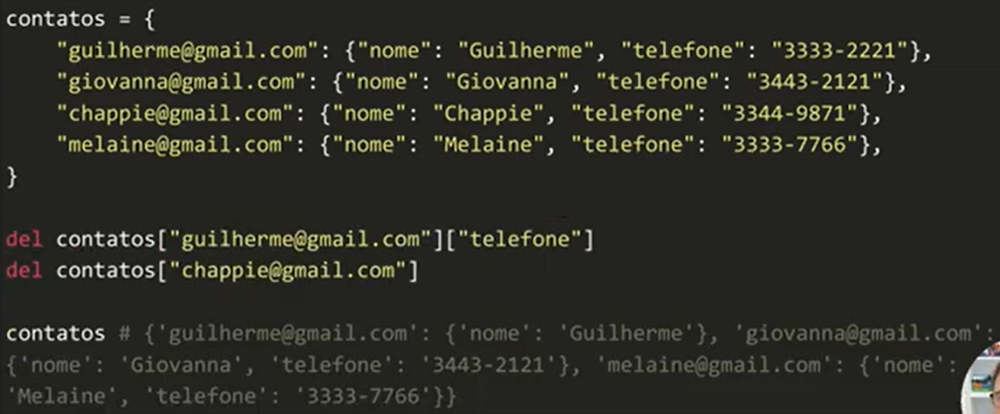 contatos = {
    "guilherme@gmail.com": {"nome": "Guilherme", "telefone": "3333-2221"},
    "giovanna@gmail.com": {"nome": "Giovanna", "telefone": "3443-2121"},
    "chappie@gmail.com": {"nome": "Chappie", "telefone": "3344-9871"},
    "melaine@gmail.com": {"nome": "Melaine", "telefone": "3333-7766"},
}
del contatos["guilherme@gmail.com"]["telefone"]
del contatos["chappie@gmail.com"]
contatos # {'guilherme@gmail.com': {'nome': 'Guilherme'}, 'giovanna@gmail.com':
{'nome': 'Giovanna', 'telefone': '3443-2121'}, 'melaine@gmail.com': {'nome':
'Melaine', 'telefone': '3333-7766'}}